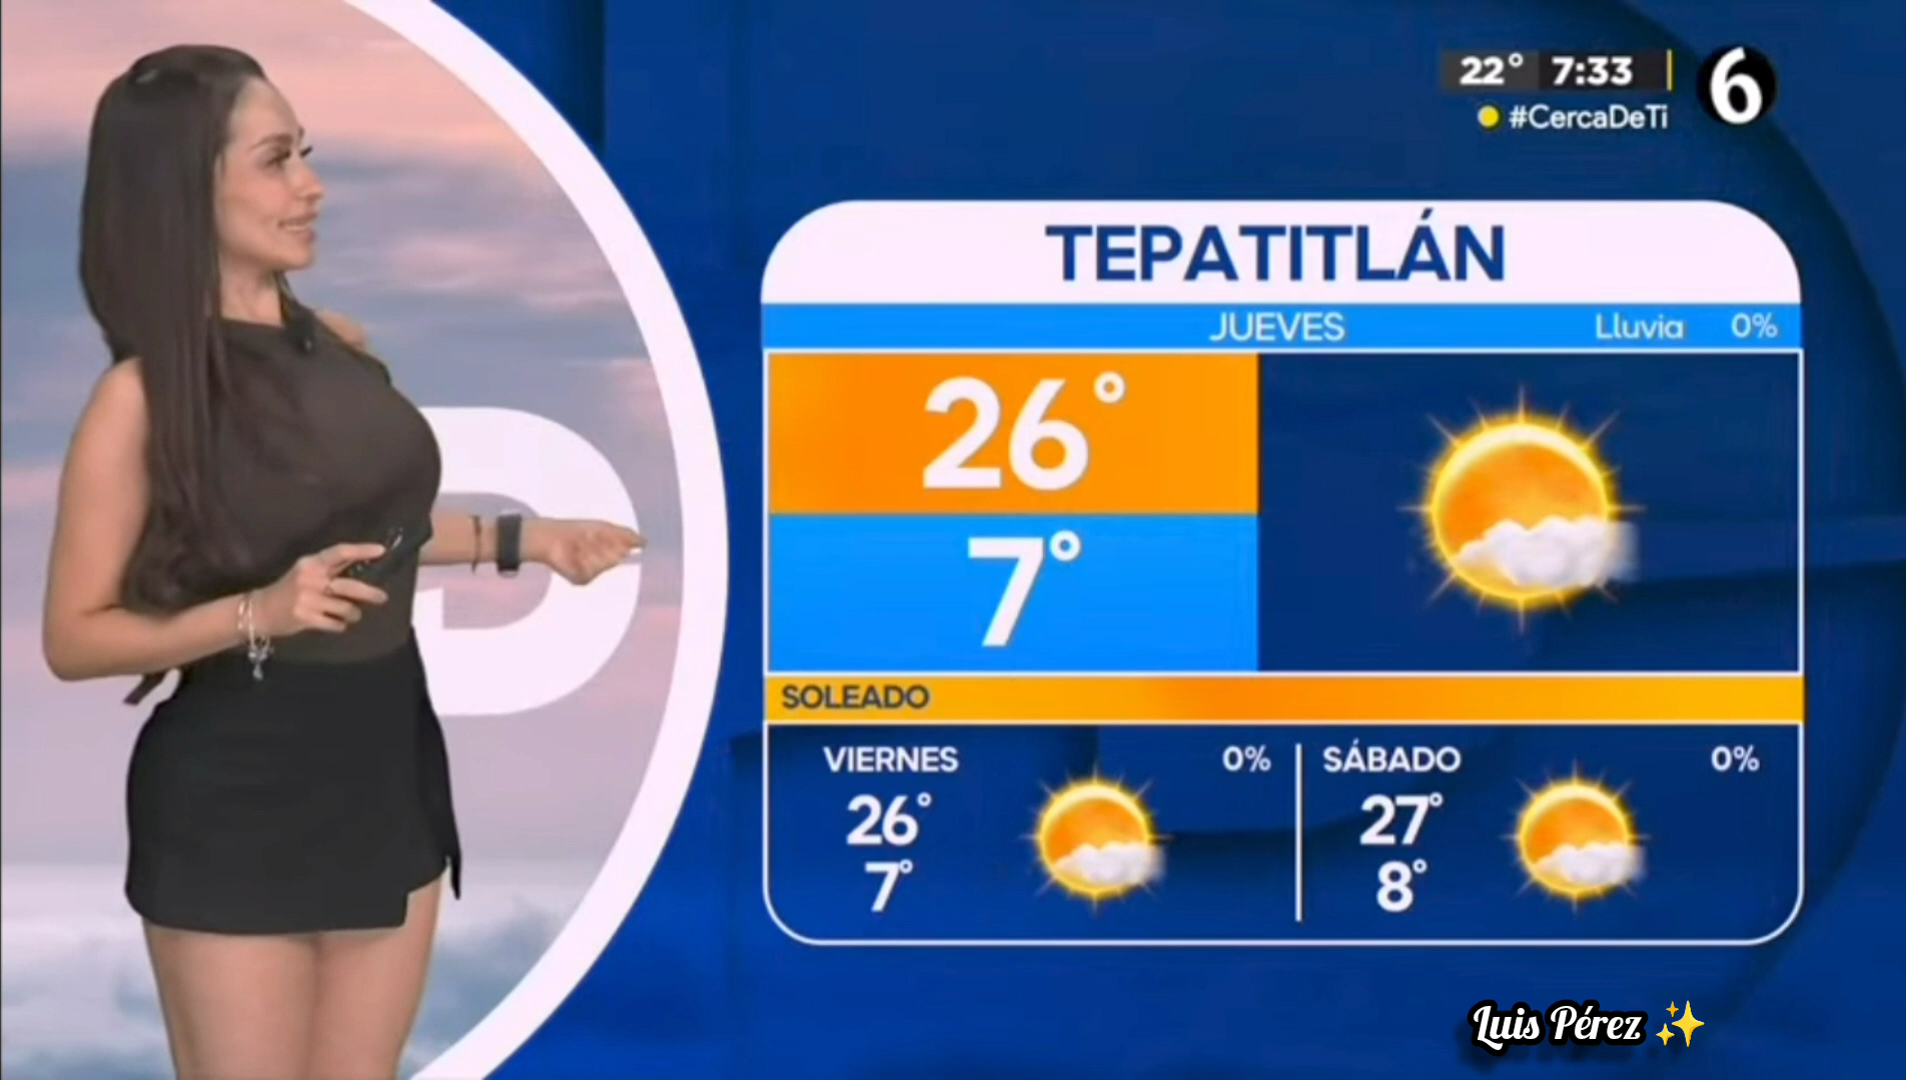 22° 7:33
6
#CercaDeTi
TEPATITLÁN
JUEVES Lluvia 0%
26°
7°
SOLEADO
VIERNES 0%
26°
7°
SÁBADO 0%
27°
8°
Luis Pérez ✨